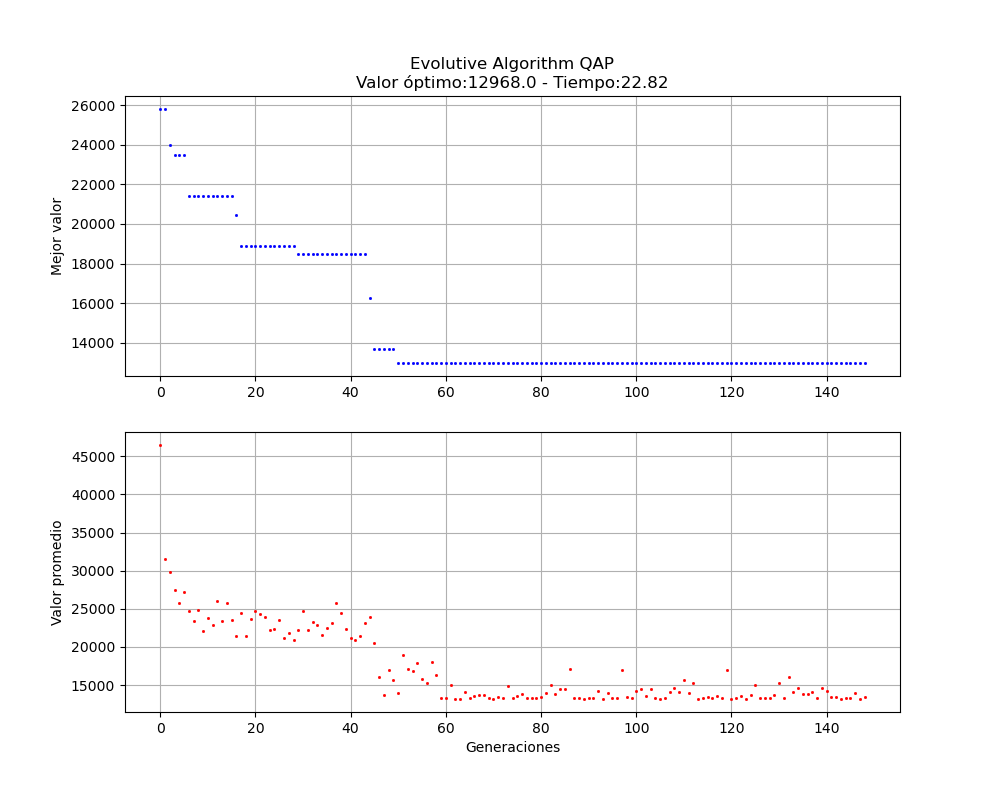 Evolutive Algorithm QAP
Valor óptimo:12968.0 - Tiempo:22.82
26000
24000
22000
20000
18000
16000
14000
Mejor valor
0 20 40 60 80 100 120 140
45000
40000
35000
30000
25000
20000
15000
Valor promedio
0 20 40 60 80 100 120 140
Generaciones